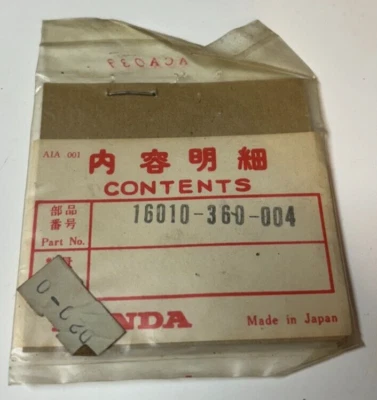 AIA 001
内容明細
CONTENTS
部品
番号
Part No.
16010-360-004
Made in Japan